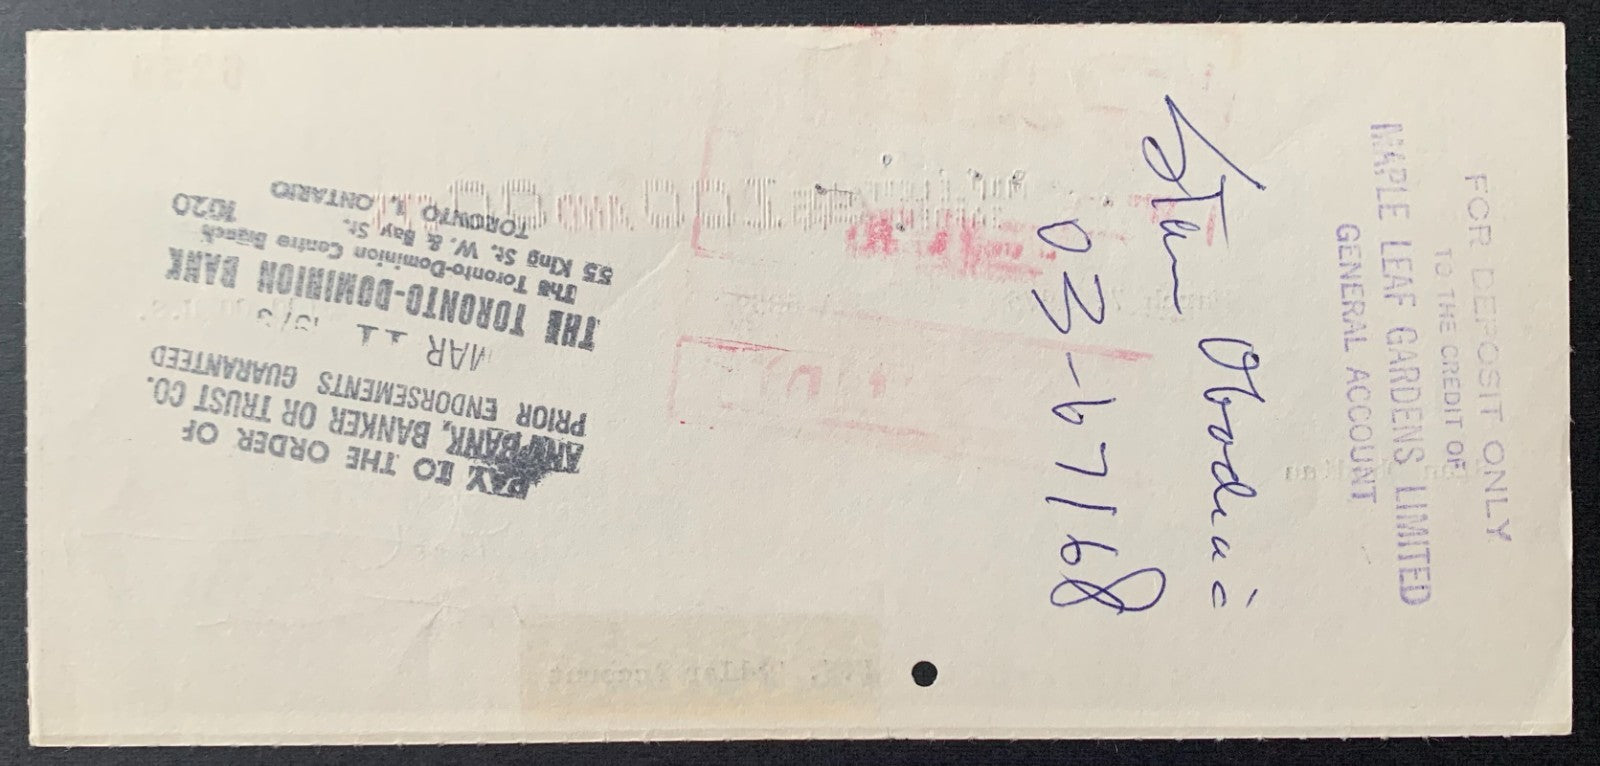 FOR DEPOSIT ONLY
TO THE CREDIT OF
MAPLE LEAF GARDENS LIMITED
GENERAL ACCOUNT
Stan Obodiac
03-67168
PAY TO THE ORDER OF
ANY BANK, BANKER OR TRUST CO.
PRIOR ENDORSEMENTS GUARANTEED
MAR 11
THE TORONTO-DOMINION BANK
The Toronto-Dominion Centre Branch
55 King St. W. & Bay St. 1020
TORONTO 1, ONTARIO